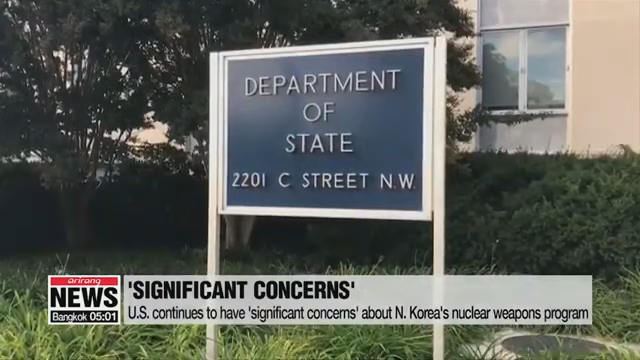 DEPARTMENT
OF
STATE
2201 C STREET N.W.
arirang
NEWS
Bangkok 05:01
'SIGNIFICANT CONCERNS'
U.S. continues to have 'significant concerns' about N. Korea's nuclear weapons program